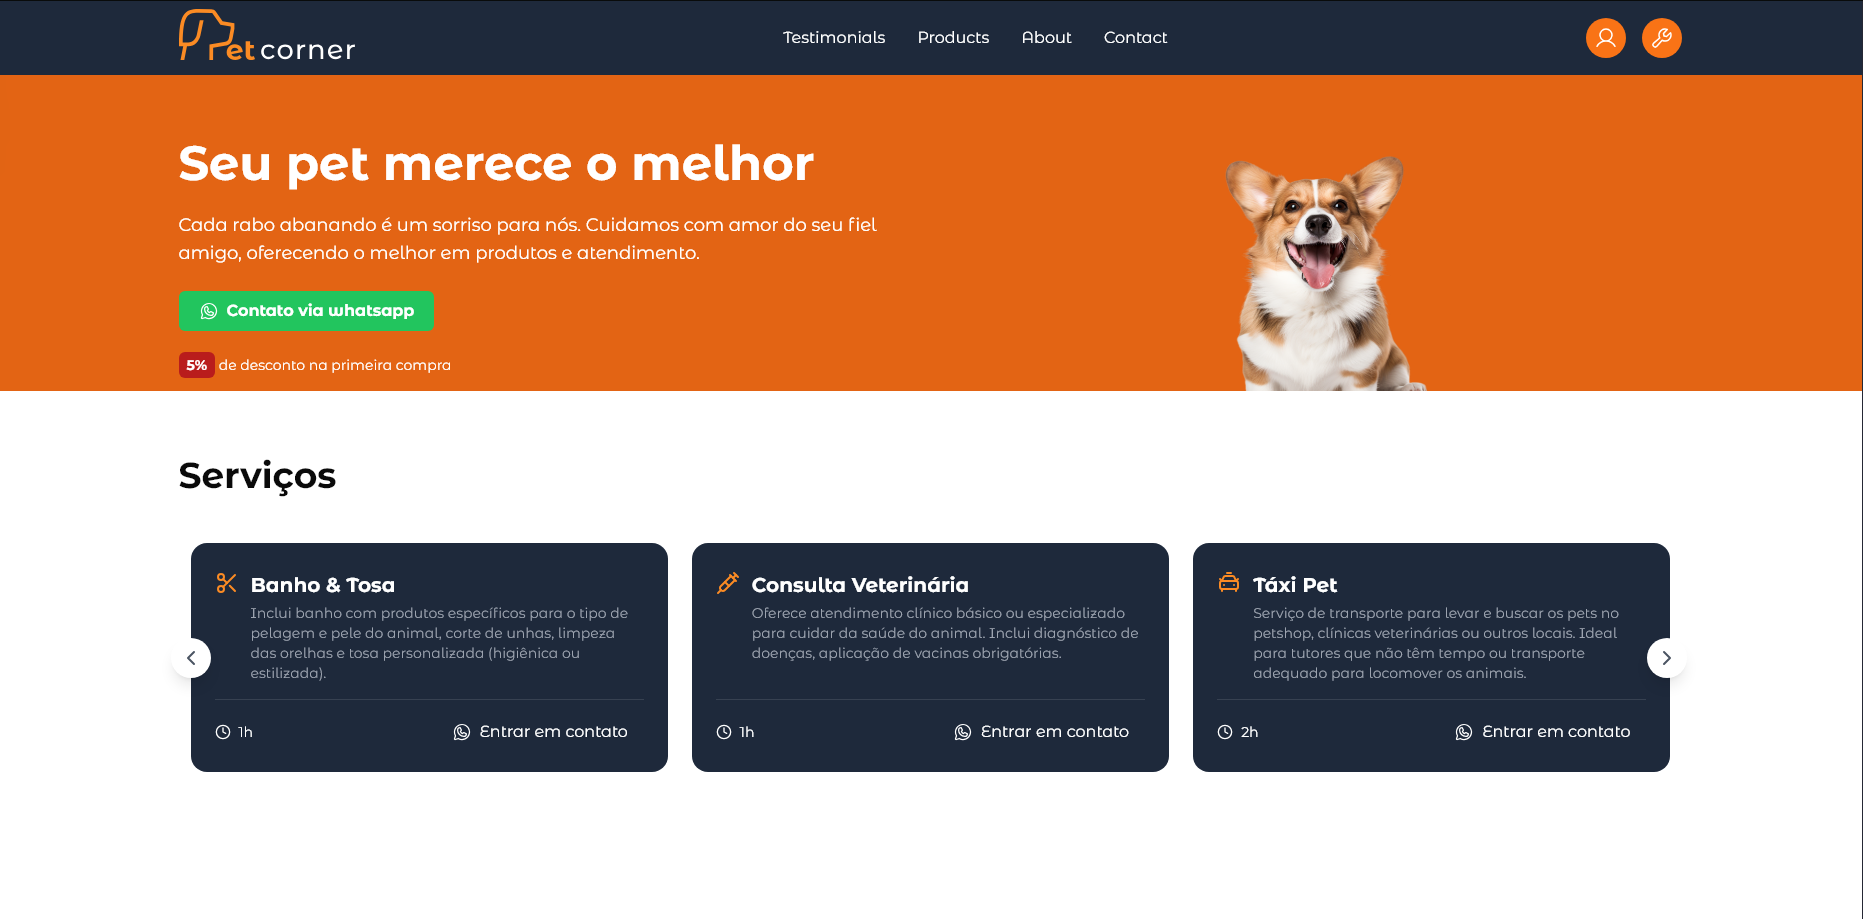 Petcorner
Testimonials
Products
About
Contact
Seu pet merece o melhor
Cada rabo abanando é um sorriso para nós. Cuidamos com amor do seu fiel
amigo, oferecendo o melhor em produtos e atendimento.
Contato via whatsapp
5% de desconto na primeira compra
Serviços
Banho & Tosa
Inclui banho com produtos específicos para o tipo de
pelagem e pele do animal, corte de unhas, limpeza
das orelhas e tosa personalizada (higiênica ou
estilizada).
1h
Entrar em contato
Consulta Veterinária
Oferece atendimento clínico básico ou especializado
para cuidar da saúde do animal. Inclui diagnóstico de
doenças, aplicação de vacinas obrigatórias.
1h
Entrar em contato
Táxi Pet
Serviço de transporte para levar e buscar os pets no
petshop, clínicas veterinárias ou outros locais. Ideal
para tutores que não têm tempo ou transporte
adequado para locomover os animais.
2h
Entrar em contato